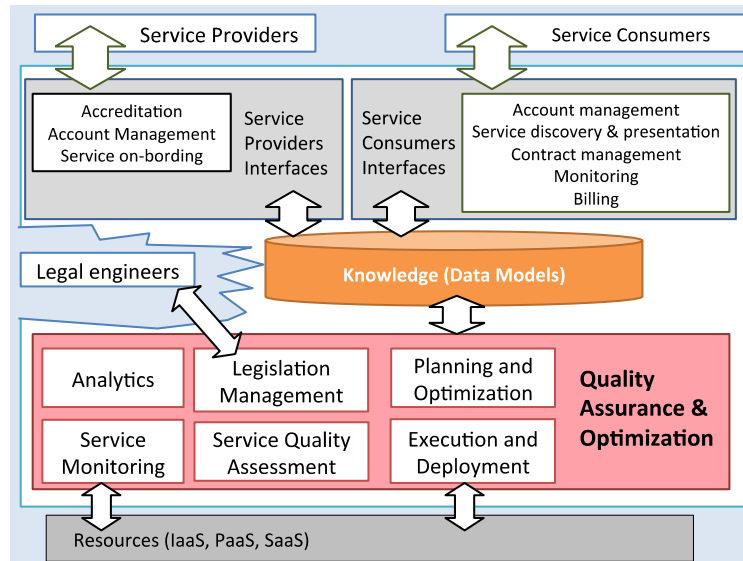 Service Providers
Service Consumers
Accreditation
Account Management
Service on-bording
Service
Providers
Interfaces
Service
Consumers
Interfaces
Account management
Service discovery & presentation
Contract management
Monitoring
Billing
Legal engineers
Knowledge (Data Models)
Analytics
Legislation
Management
Planning and
Optimization
Quality
Assurance &
Optimization
Service
Monitoring
Service Quality
Assessment
Execution and
Deployment
Resources (IaaS, PaaS, SaaS)